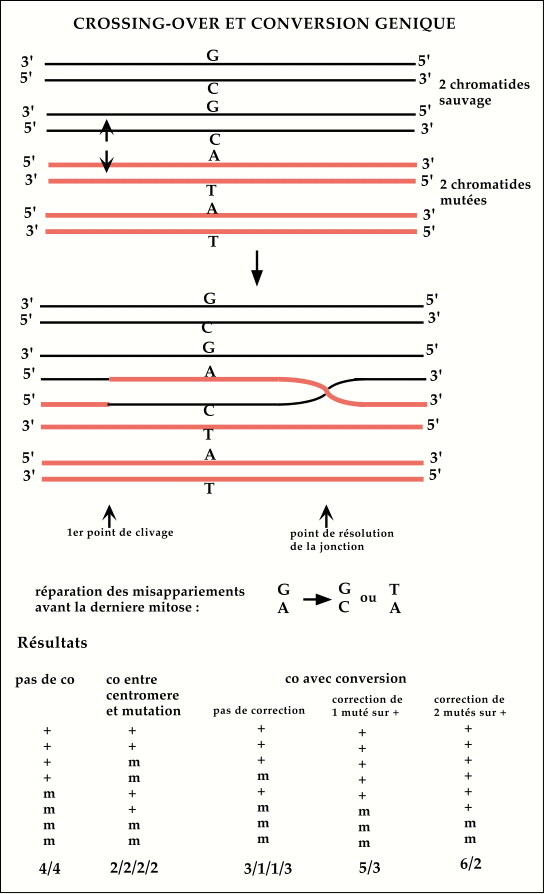 CROSSING-OVER ET CONVERSION GENIQUE
3' G 5'
5' C 3'
2 chromatides
sauvage
3' G 5'
5' C 3'
5' A 3'
3' T 5'
2 chromatides
mutées
5' A 3'
3' T 5'
3' G 5'
5' C 3'
3' G 5'
5' A 3'
5' C 3'
3' T 5'
5' A 3'
3' T 5'
1er point de clivage
point de résolution
de la jonction
réparation des misappariements
avant la derniere mitose :
G G ou T
A C A
Résultats
pas de co
co entre
centromere
et mutation
co avec conversion
pas de correction
correction de
1 muté sur +
correction de
2 mutés sur +
+ + + + +
+ + + + +
+ m + + +
+ m m + +
m + + + +
m + m m +
m m m m m
m m m m m
4/4 2/2/2/2 3/1/1/3 5/3 6/2